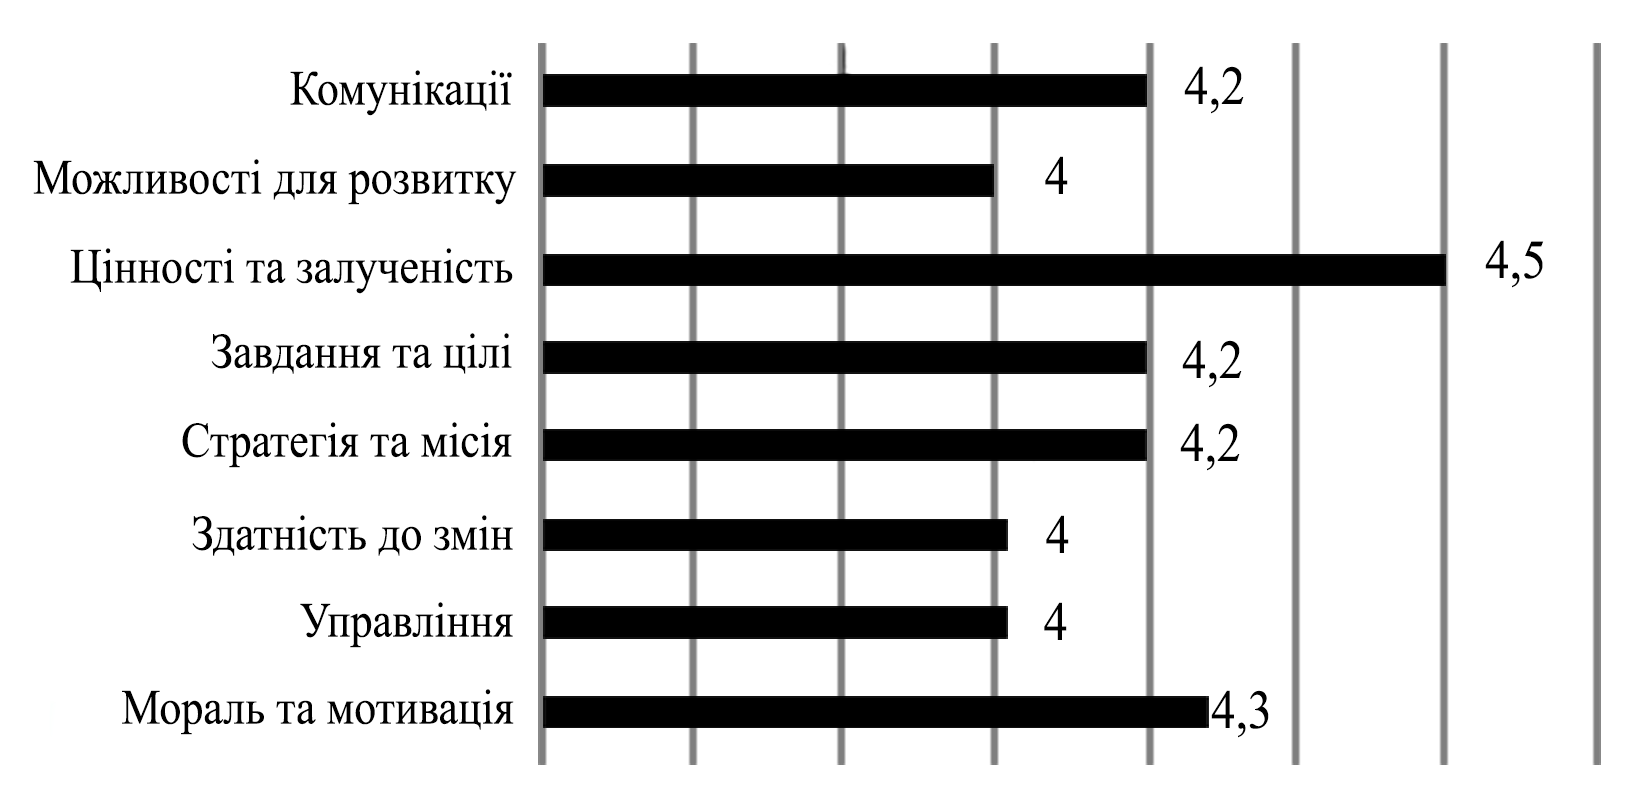 Комунікації 4,2
Можливості для розвитку 4
Цінності та залученість 4,5
Завдання та цілі 4,2
Стратегія та місія 4,2
Здатність до змін 4
Управління 4
Мораль та мотивація 4,3